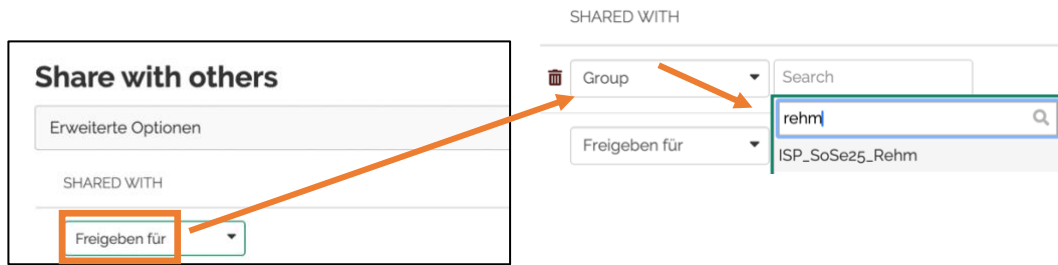 Share with others
Erweiterte Optionen
SHARED WITH
Freigeben für
SHARED WITH
Group
Search
rehm
Freigeben für
ISP_SoSe25_Rehm